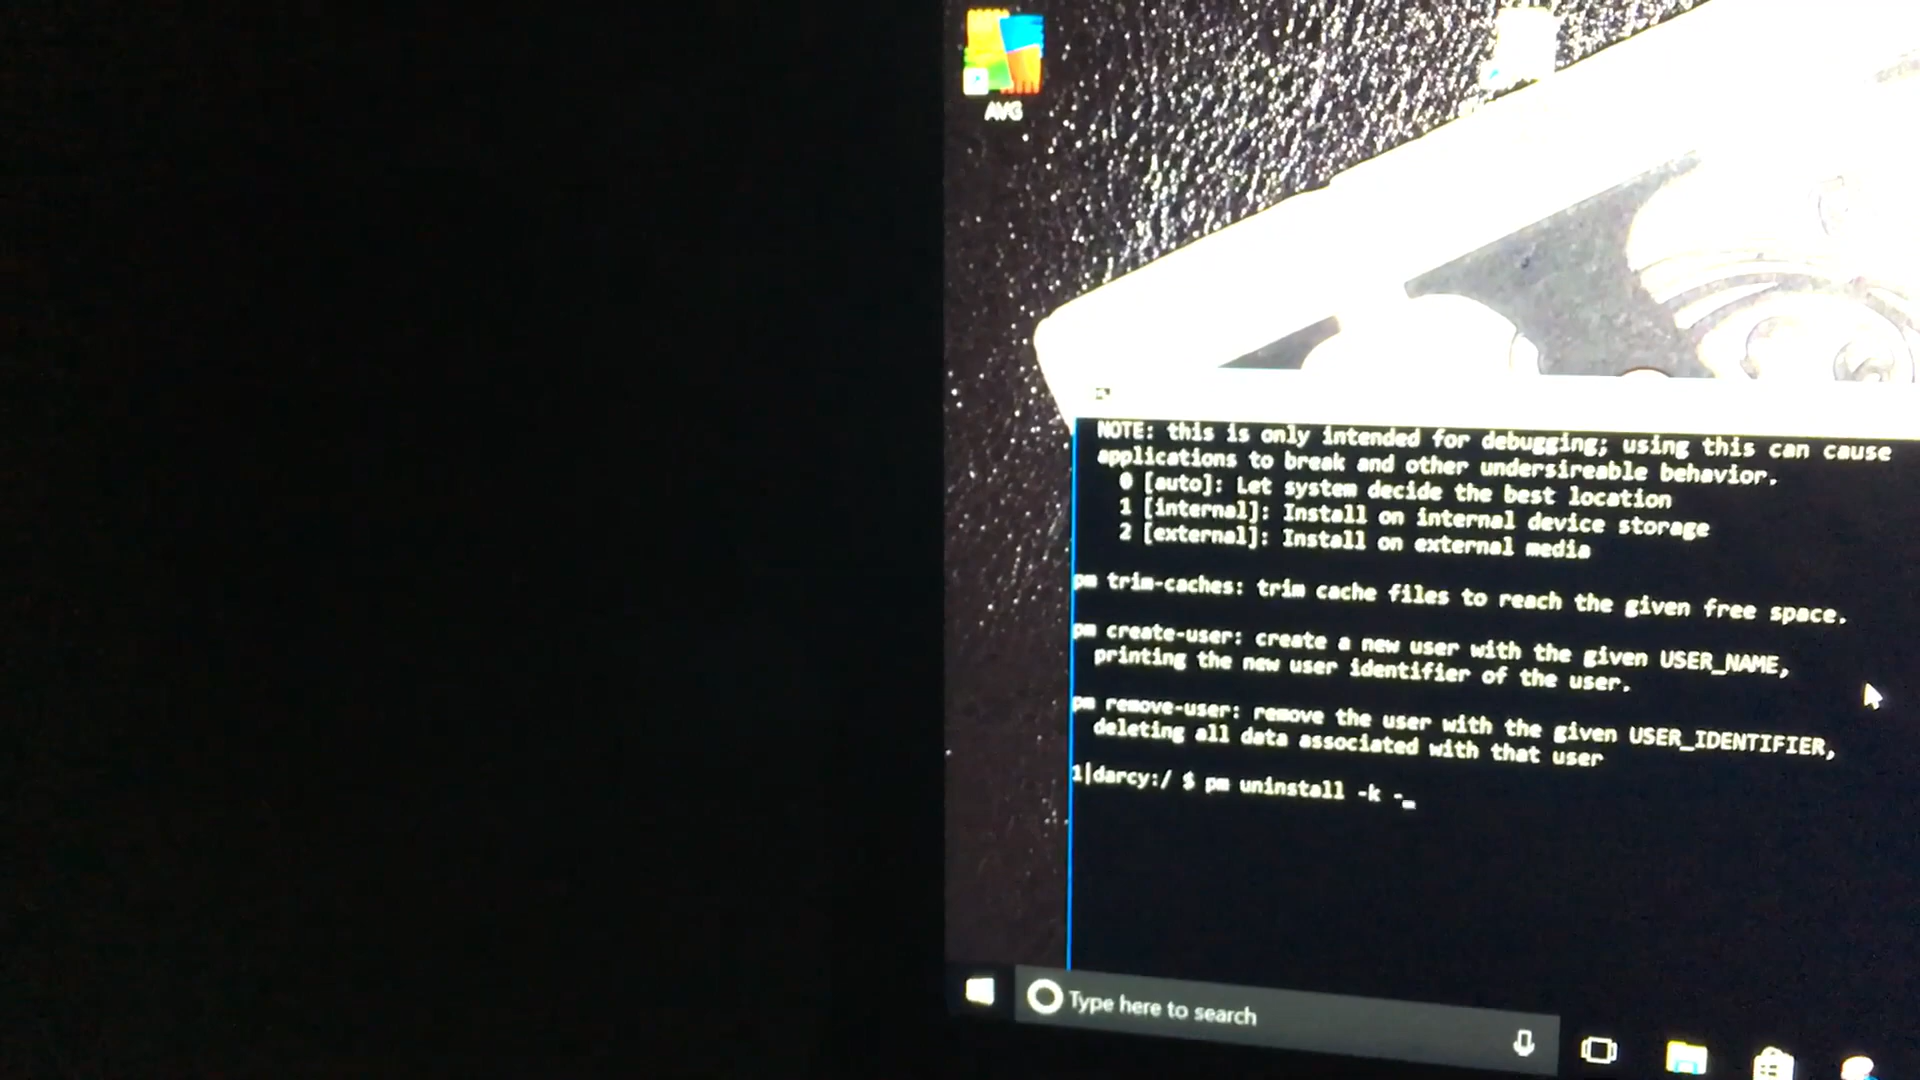 AVG
NOTE: this is only intended for debugging; using this can cause
applications to break and other undersireable behavior.
0 [auto]: Let system decide the best location
1 [internal]: Install on internal device storage
2 [external]: Install on external media
pm trim-caches: trim cache files to reach the given free space.
pm create-user: create a new user with the given USER_NAME,
printing the new user identifier of the user.
pm remove-user: remove the user with the given USER_IDENTIFIER,
deleting all data associated with that user
1|darcy:/ $ pm uninstall -k -_
Type here to search